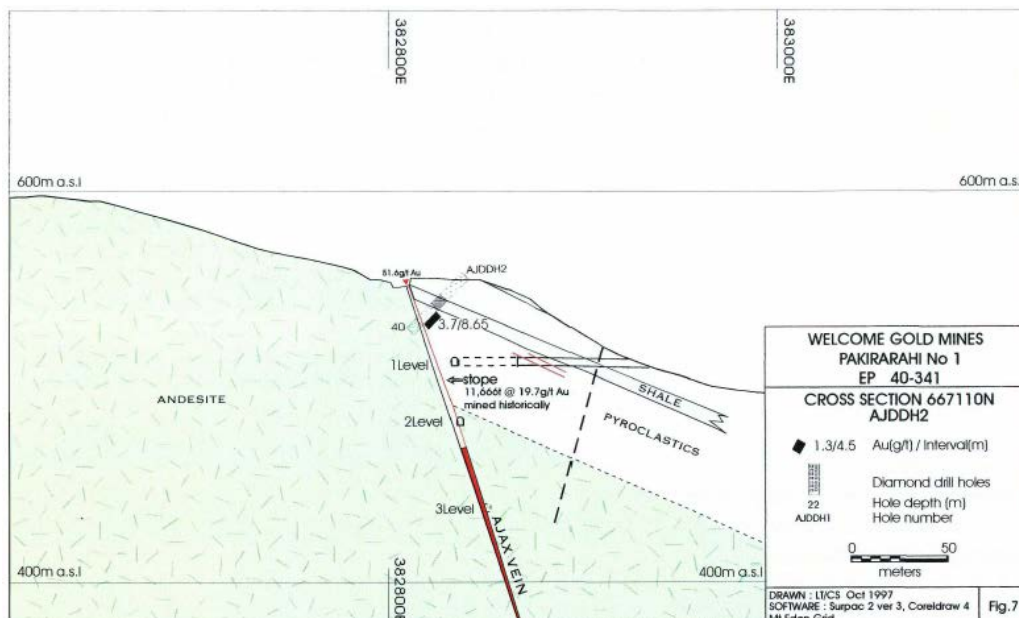 382800E
383000E
600m a.s.l
600m a.s.l
51.6g/t Au
AJDDH2
40
3.7/8.65
1Level
stope
11,666t @ 19.7g/t Au
mined historically
ANDESITE
SHALE
PYROCLASTICS
2Level
3Level
AJAX VEIN
400m a.s.l
400m a.s.l
382800E
WELCOME GOLD MINES
PAKIRARAHI No 1
EP 40-341
CROSS SECTION 667110N
AJDDH2
1.3/4.5 Au(g/t) / Interval(m)
Diamond drill holes
22 Hole depth (m)
AJDDH1 Hole number
0 50
meters
DRAWN : LT/CS Oct 1997
SOFTWARE : Surpac 2 ver 3, Coreldraw 4
Mt Eden Grid
Fig.7